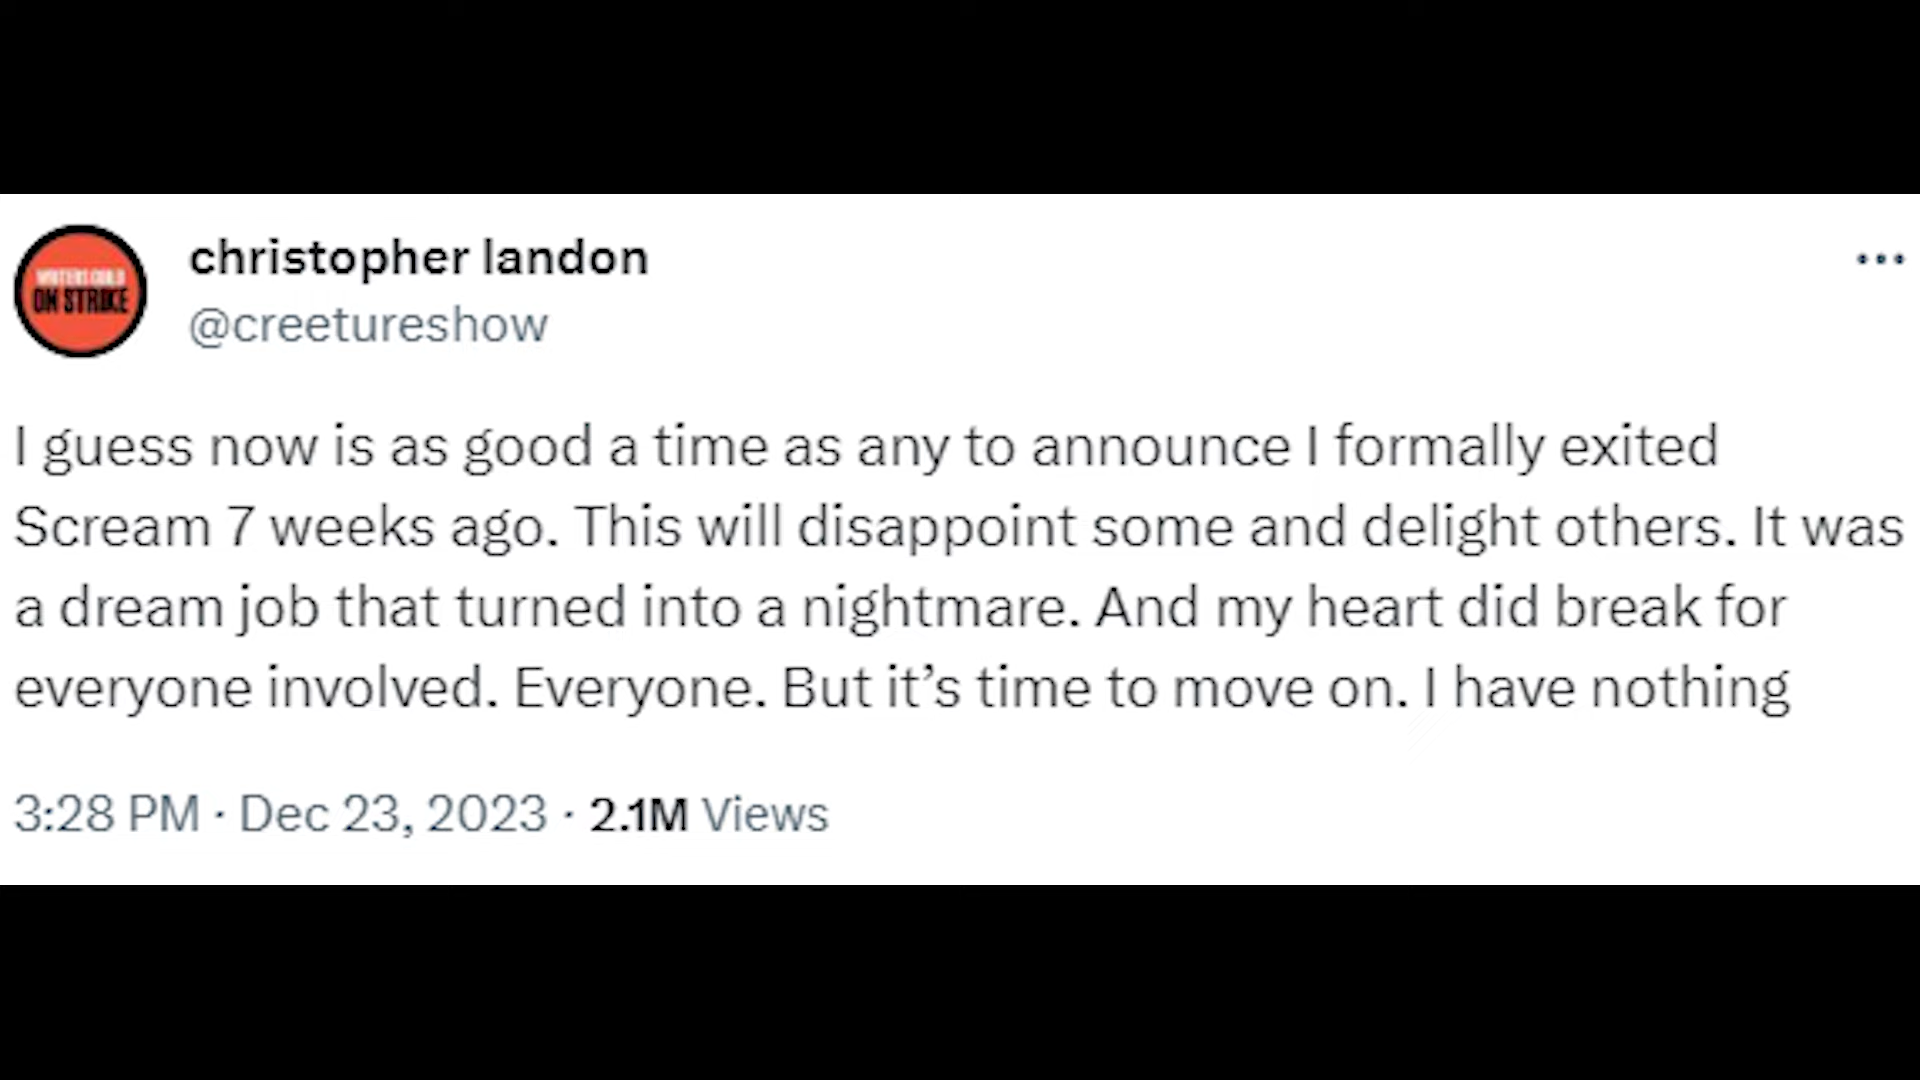 christopher landon
@creetureshow
WRITERS GUILD
ON STRIKE
I guess now is as good a time as any to announce I formally exited
Scream 7 weeks ago. This will disappoint some and delight others. It was
a dream job that turned into a nightmare. And my heart did break for
everyone involved. Everyone. But it’s time to move on. I have nothing
3:28 PM · Dec 23, 2023 · 2.1M Views